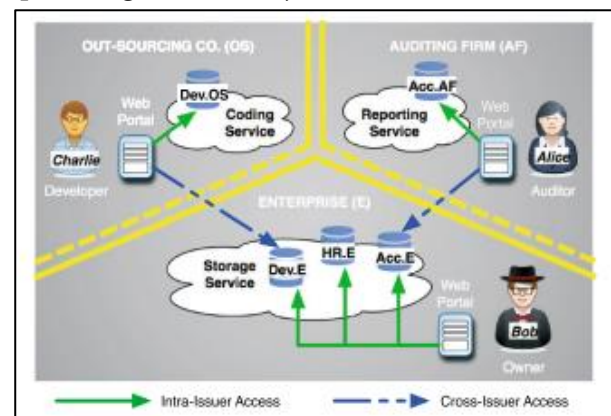 OUT-SOURCING CO. (OS)
AUDITING FIRM (AF)
Dev.OS
Acc.AF
Web
Portal
Coding
Service
Reporting
Service
Web
Portal
Charlie
Alice
Developer
Auditor
ENTERPRISE (E)
HR.E
Storage
Service
Dev.E
Acc.E
Web
Portal
Bob
Owner
Intra-Issuer Access
Cross-Issuer Access